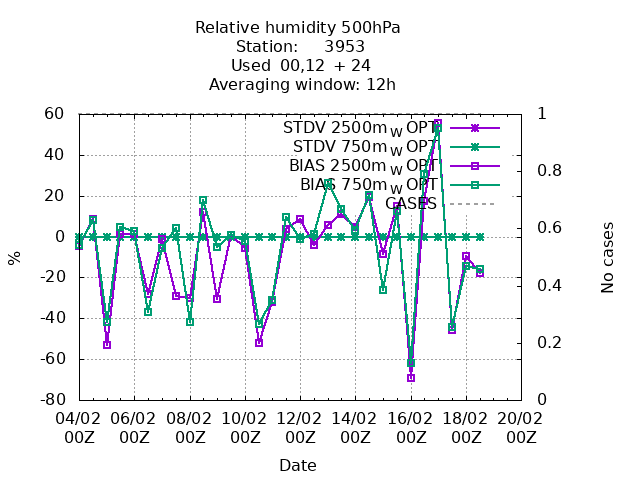 Relative humidity 500hPa
Station: 3953
Used 00,12 + 24
Averaging window: 12h
60
40
20
0
-20
-40
-60
-80
%
1
0.8
0.6
0.4
0.2
0
No cases
STDV 2500m W OPT
STDV 750m W OPT
BIAS 2500m W OPT
BIAS 750m W OPT
CASES
04/02 06/02 08/02 10/02 12/02 14/02 16/02 18/02 20/02
00Z 00Z 00Z 00Z 00Z 00Z 00Z 00Z 00Z
Date